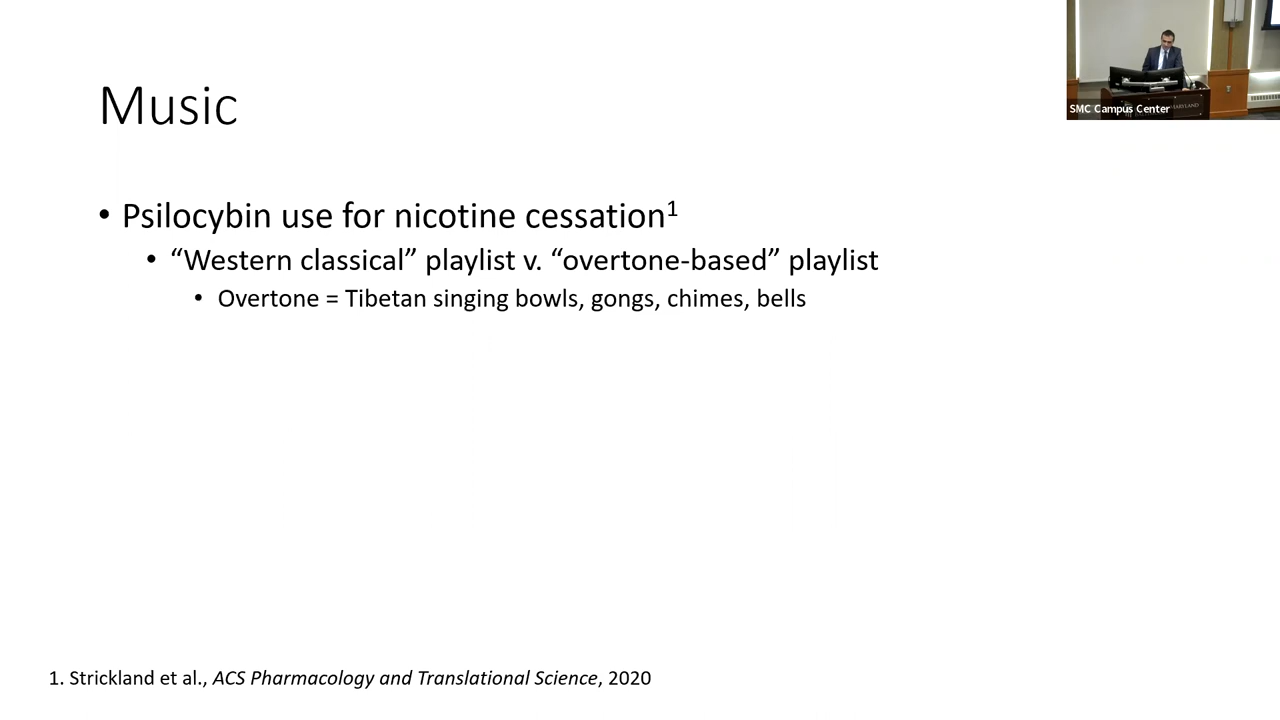 Music
• Psilocybin use for nicotine cessation1
• “Western classical” playlist v. “overtone-based” playlist
• Overtone = Tibetan singing bowls, gongs, chimes, bells
1. Strickland et al., ACS Pharmacology and Translational Science, 2020
SMC Campus Center